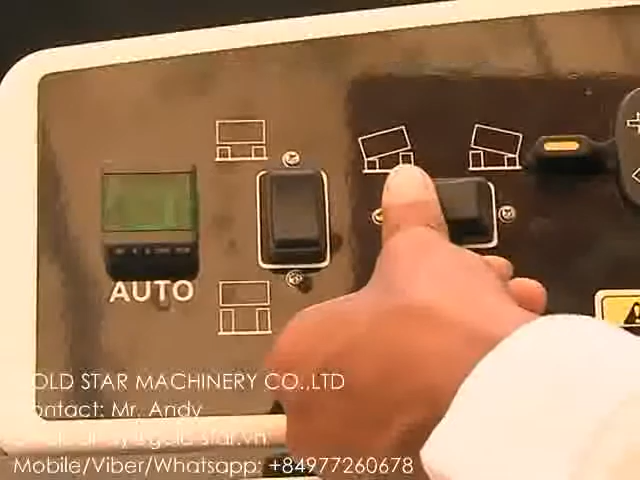 AUTO
OLD STAR MACHINERY CO.,LTD
ontact: Mr. Andy
Mobile/Viber/Whatsapp: +84977260678